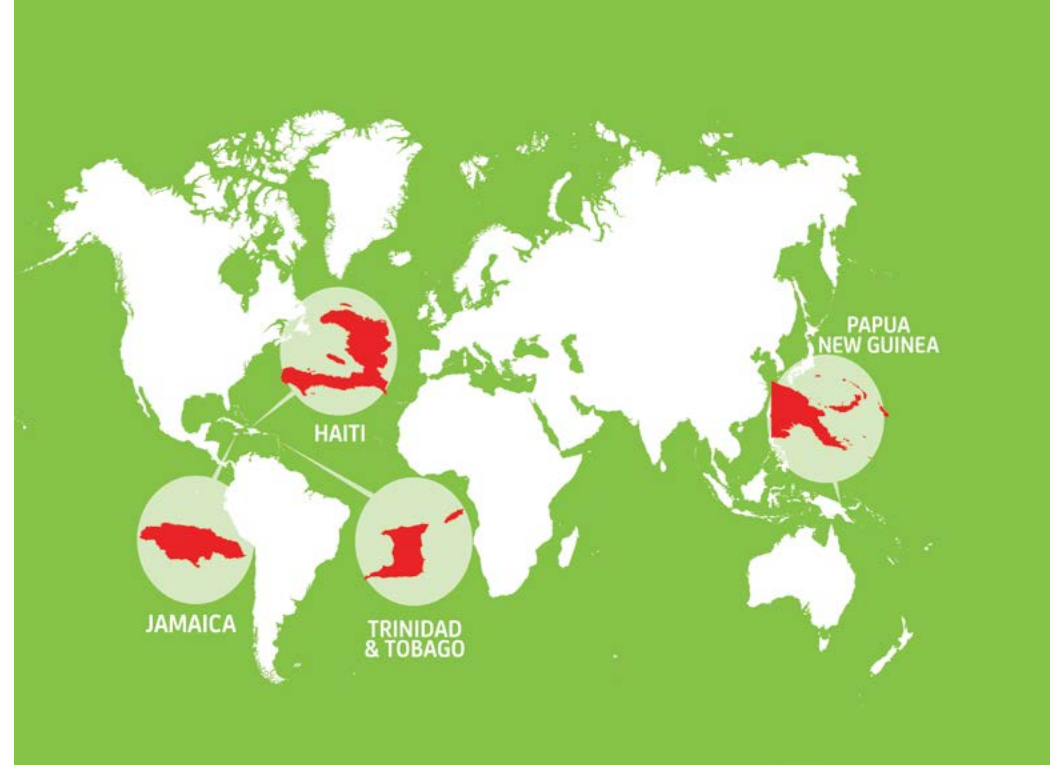 PAPUA
NEW GUINEA
HAITI
JAMAICA
TRINIDAD
& TOBAGO